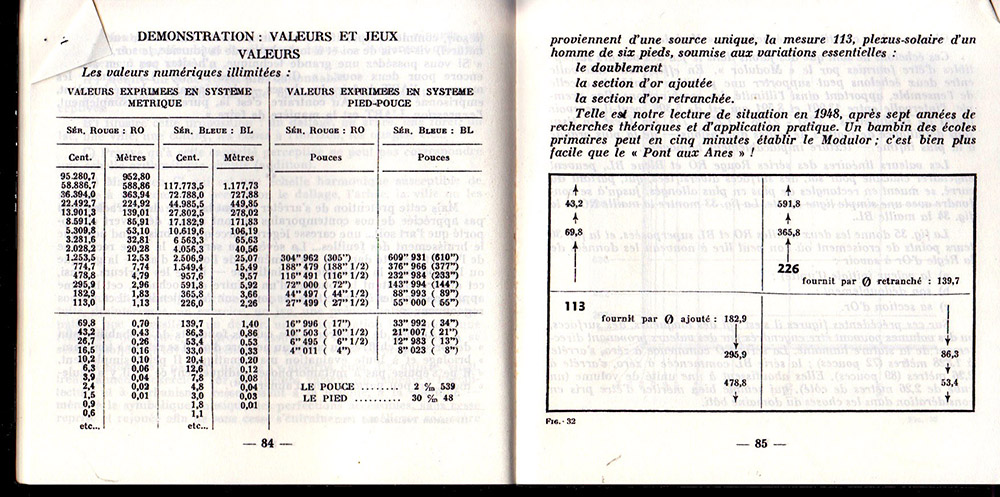 DEMONSTRATION : VALEURS ET JEUX
VALEURS
Les valeurs numériques illimitées :
VALEURS EXPRIMEES EN SYSTEME METRIQUE
VALEURS EXPRIMEES EN SYSTEME PIED-POUCE
Sér. Rouge : RO Sér. Bleue : BL Sér. Rouge : RO Sér. Bleue : BL
Cent. Mètres Cent. Mètres Pouces Pouces
95.280,7 952,80
58.886,7 588,86 117.773,5 1.177,73
36.394,0 363,94 72.788,0 727,88
22.492,7 224,92 44.985,5 449,85
13.901,3 139,01 27.802,5 278,02
8.591,4 85,91 17.182,9 171,83
5.309,8 53,10 10.619,6 106,19
3.281,6 32,81 6 563,3 65,63
2.028,2 20,28 4.056,3 40,56
1.253,5 12,53 2.506,9 25,07 304"962 (305") 609"931 (610")
774,7 7,74 1.549,4 15,49 188"479 (188"1/2) 376"966 (377")
478,8 4,79 957,6 9,57 116"491 (116"1/2) 232"984 (233")
295,9 2,96 591,8 5,92 72"000 (72") 143"994 (144")
182,9 1,83 365,8 3,66 44"497 (44"1/2) 88"993 (89")
113,0 1,13 226,0 2,26 27"499 (27"1/2) 55"000 (55")
69,8 0,70 139,7 1,40 16"996 (17") 33"992 (34")
43,2 0,43 86,3 0,86 10"503 (10"1/2) 21"007 (21")
26,7 0,26 53,4 0,53 6"495 (6"1/2) 12"983 (13")
16,5 0,16 33,0 0,33 4"011 (4") 8"023 (8")
10,2 20,4 0,20
6,3 0,06 12,6 0,12
3,9 0,04 7,8 0,08
2,4 0,02 4,8 0,04 LE POUCE ........ 2 ‰ 539
1,5 0,01 3,0 0,03 LE PIED .......... 30 ‰ 48
0,9 1,8 0,01
0,6 1,1
etc... etc...
— 84 —
proviennent d'une source unique, la mesure 113, plexus-solaire d'un
homme de six pieds, soumise aux variations essentielles :
le doublement
la section d'or ajoutée
la section d'or retranchée.
Telle est notre lecture de situation en 1948, après sept années de
recherches théoriques et d'application pratique. Un bambin des écoles
primaires peut en cinq minutes établir le Modulor ; c'est bien plus
facile que le « Pont aux Anes » !
43,2 591,8
69,8 365,8
226
fournit par Ø retranché : 139,7
113
fournit par Ø ajouté : 182,9
295,9 86,3
478,8 53,4
Fig. - 32
— 85 —